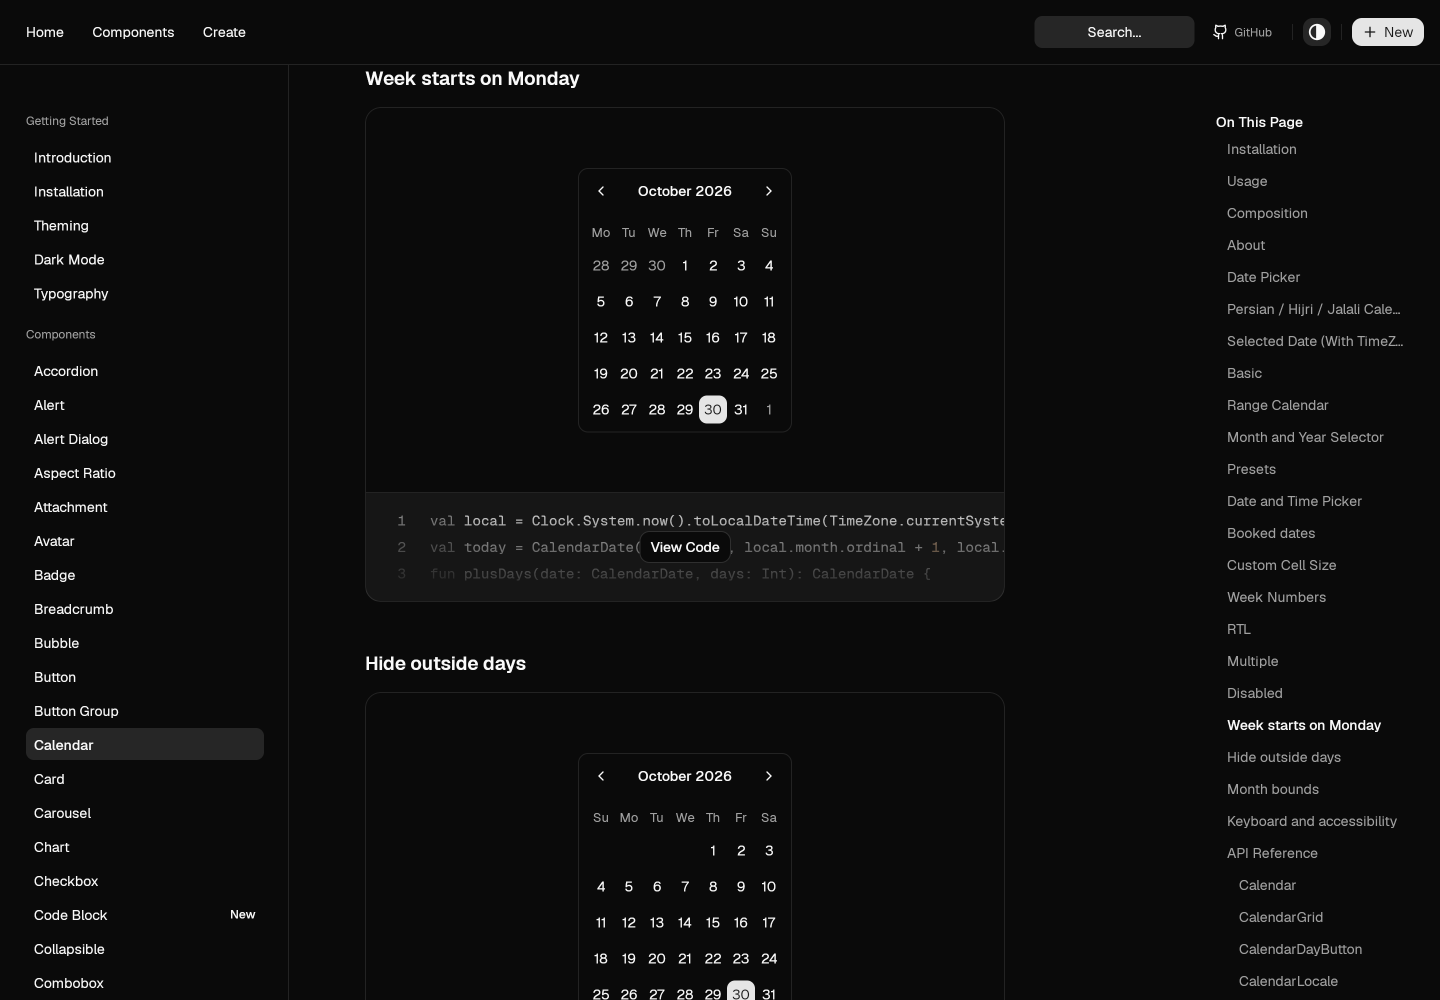 Home Components Create Search... GitHub New
Getting Started
Introduction
Installation
Theming
Dark Mode
Typography
Components
Accordion
Alert
Alert Dialog
Aspect Ratio
Attachment
Avatar
Badge
Breadcrumb
Bubble
Button
Button Group
Calendar
Card
Carousel
Chart
Checkbox
Code Block New
Collapsible
Combobox
Week starts on Monday
October 2026
Mo Tu We Th Fr Sa Su
28 29 30 1 2 3 4
5 6 7 8 9 10 11
12 13 14 15 16 17 18
19 20 21 22 23 24 25
26 27 28 29 30 31 1
1 val local = Clock.System.now().toLocalDateTime(TimeZone.currentSyste
2 val today = CalendarDate( View Code , local.month.ordinal + 1, local.
3 fun plusDays(date: CalendarDate, days: Int): CalendarDate {
Hide outside days
October 2026
Su Mo Tu We Th Fr Sa
1 2 3
4 5 6 7 8 9 10
11 12 13 14 15 16 17
18 19 20 21 22 23 24
25 26 27 28 29 30 31
On This Page
Installation
Usage
Composition
About
Date Picker
Persian / Hijri / Jalali Cale...
Selected Date (With TimeZ...
Basic
Range Calendar
Month and Year Selector
Presets
Date and Time Picker
Booked dates
Custom Cell Size
Week Numbers
RTL
Multiple
Disabled
Week starts on Monday
Hide outside days
Month bounds
Keyboard and accessibility
API Reference
Calendar
CalendarGrid
CalendarDayButton
CalendarLocale